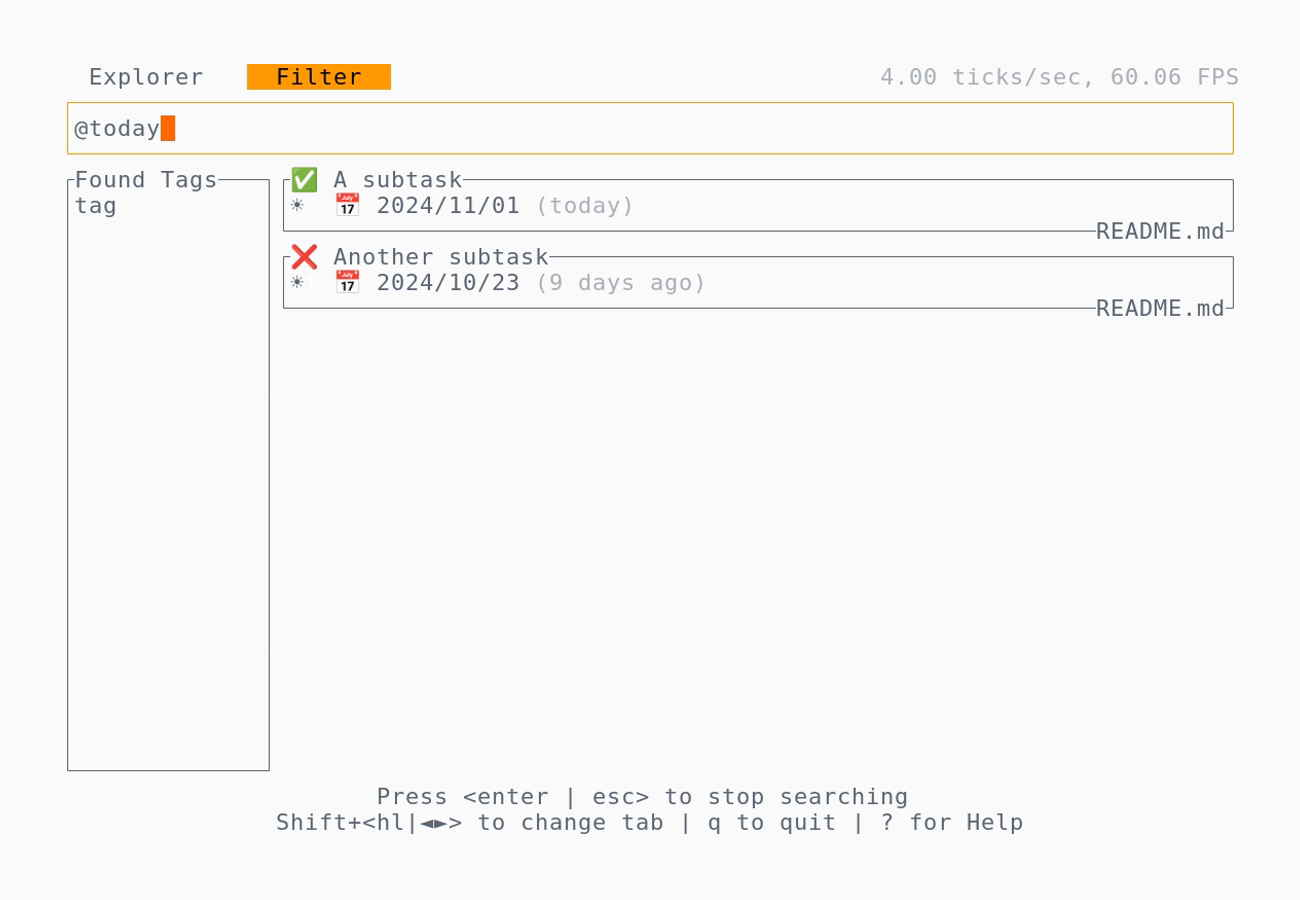 Explorer Filter 4.00 ticks/sec, 60.06 FPS
@today
Found Tags
tag
✅ A subtask
☀ 📅 2024/11/01 (today)
README.md
❌ Another subtask
☀ 📅 2024/10/23 (9 days ago)
README.md
Press <enter | esc> to stop searching
Shift+<hl|◄►> to change tab | q to quit | ? for Help